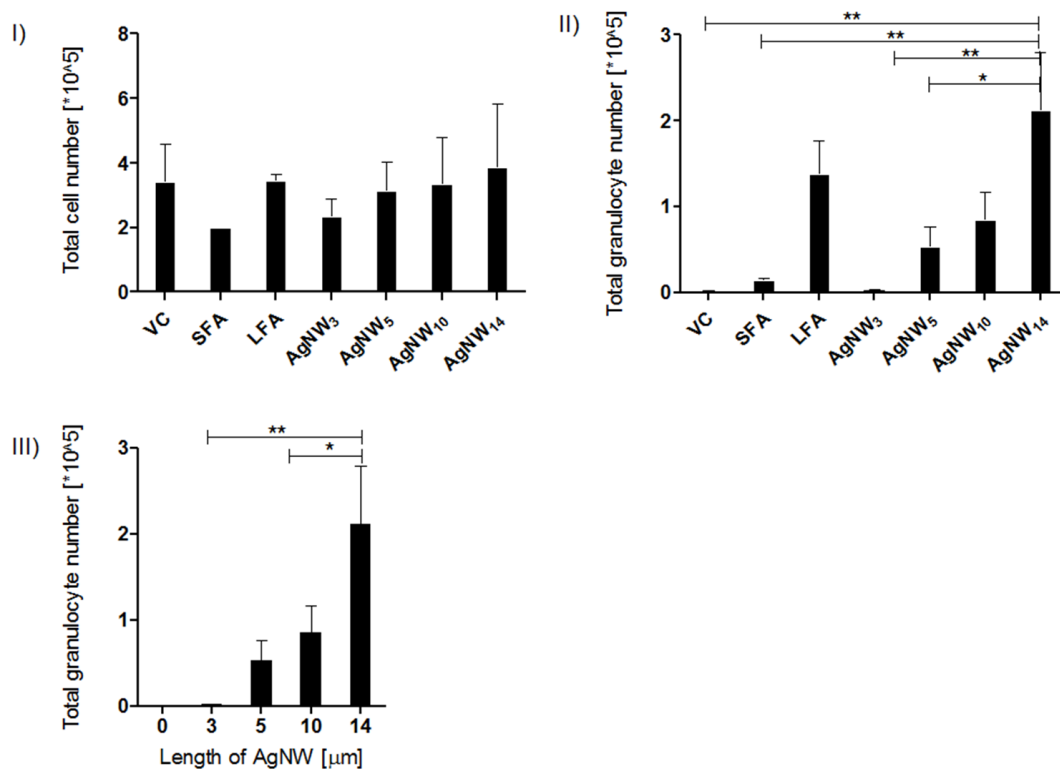 I)
Total cell number [*10^5]
8
6
4
2
0
VC SFA LFA AgNW3 AgNW5 AgNW10 AgNW14
II)
Total granulocyte number [*10^5]
3
2
1
0
**
**
**
*
VC SFA LFA AgNW3 AgNW5 AgNW10 AgNW14
III)
Total granulocyte number [*10^5]
3
2
1
0
**
*
0 3 5 10 14
Length of AgNW [μm]